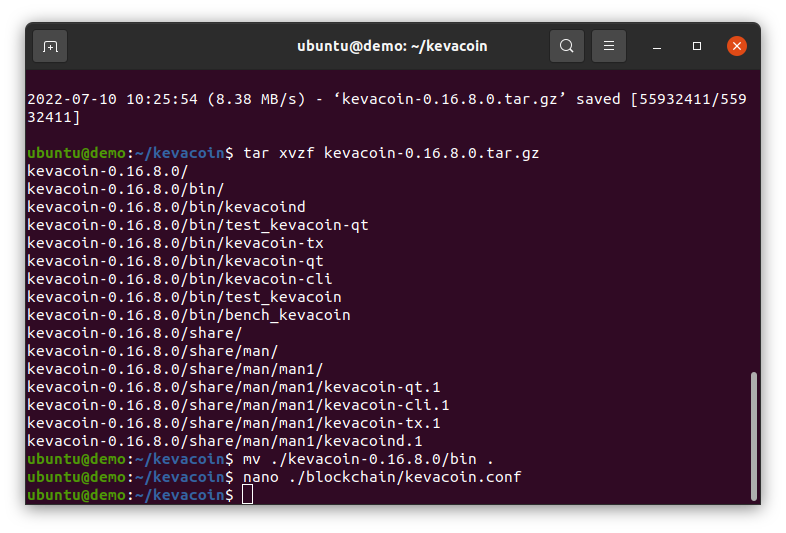 ubuntu@demo: ~/kevacoin
2022-07-10 10:25:54 (8.38 MB/s) - ‘kevacoin-0.16.8.0.tar.gz’ saved [55932411/559
32411]
ubuntu@demo:~/kevacoin$ tar xvzf kevacoin-0.16.8.0.tar.gz
kevacoin-0.16.8.0/
kevacoin-0.16.8.0/bin/
kevacoin-0.16.8.0/bin/kevacoind
kevacoin-0.16.8.0/bin/test_kevacoin-qt
kevacoin-0.16.8.0/bin/kevacoin-tx
kevacoin-0.16.8.0/bin/kevacoin-qt
kevacoin-0.16.8.0/bin/kevacoin-cli
kevacoin-0.16.8.0/bin/test_kevacoin
kevacoin-0.16.8.0/bin/bench_kevacoin
kevacoin-0.16.8.0/share/
kevacoin-0.16.8.0/share/man/
kevacoin-0.16.8.0/share/man/man1/
kevacoin-0.16.8.0/share/man/man1/kevacoin-qt.1
kevacoin-0.16.8.0/share/man/man1/kevacoin-cli.1
kevacoin-0.16.8.0/share/man/man1/kevacoin-tx.1
kevacoin-0.16.8.0/share/man/man1/kevacoind.1
ubuntu@demo:~/kevacoin$ mv ./kevacoin-0.16.8.0/bin .
ubuntu@demo:~/kevacoin$ nano ./blockchain/kevacoin.conf
ubuntu@demo:~/kevacoin$